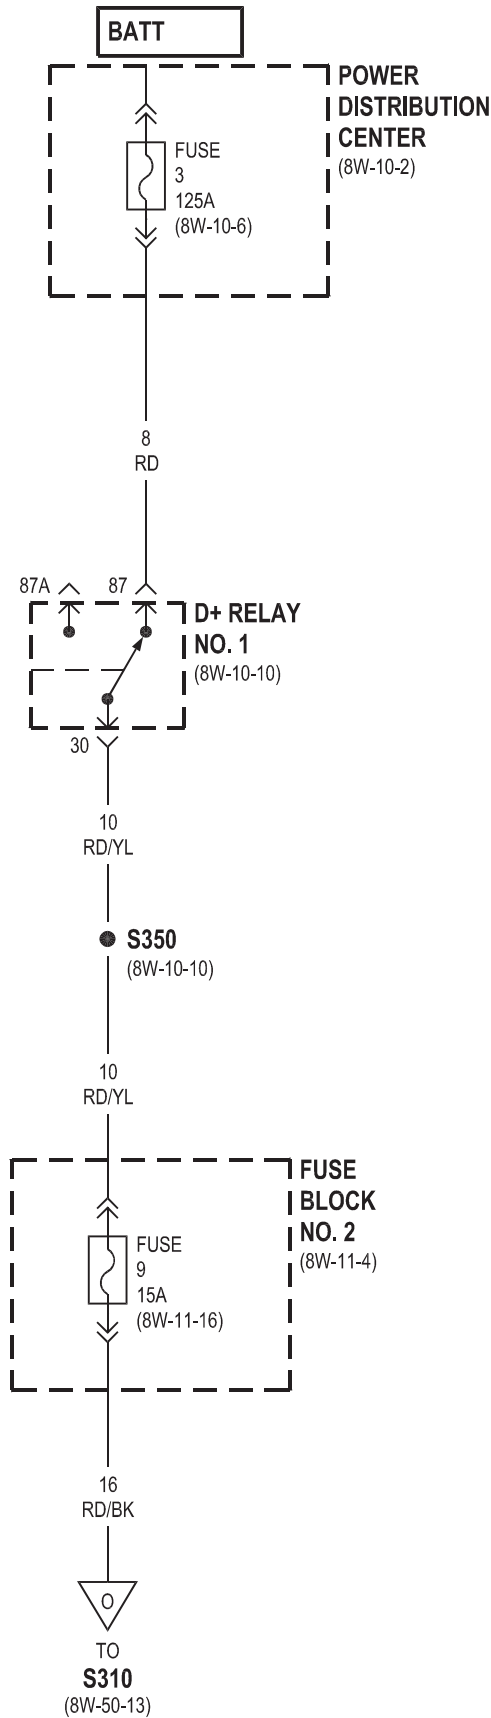 BATT
POWER
DISTRIBUTION
CENTER
(8W-10-2)
FUSE
3
125A
(8W-10-6)
8
RD
87A
87
D+ RELAY
NO. 1
(8W-10-10)
30
10
RD/YL
S350
(8W-10-10)
10
RD/YL
FUSE
BLOCK
NO. 2
(8W-11-4)
FUSE
9
15A
(8W-11-16)
16
RD/BK
O
TO
S310
(8W-50-13)